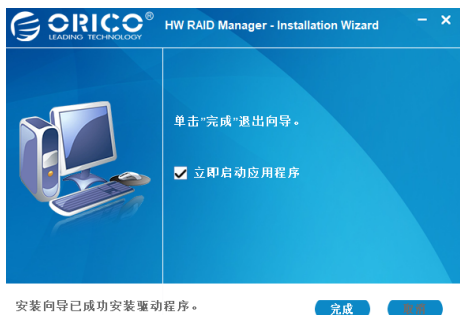 ORICO®
LEADING TECHNOLOGY
HW RAID Manager - Installation Wizard
单击"完成"退出向导。
立即启动应用程序
安装向导已成功安装驱动程序。
完成